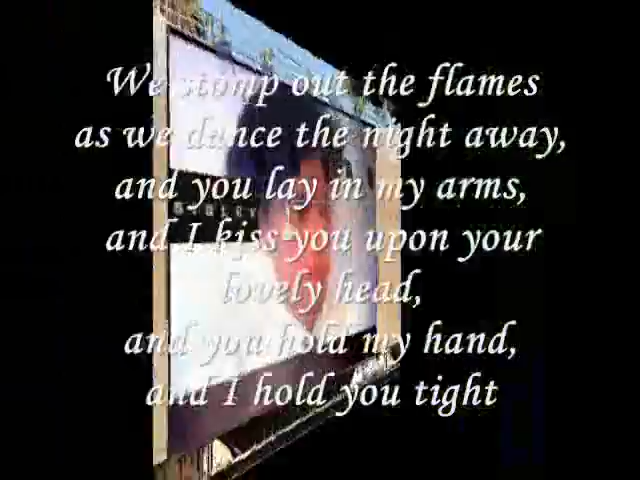 We stomp out the flames
as we dance the night away,
and you lay in my arms,
and I kiss you upon your
lovely head,
and you hold my hand,
and I hold you tight